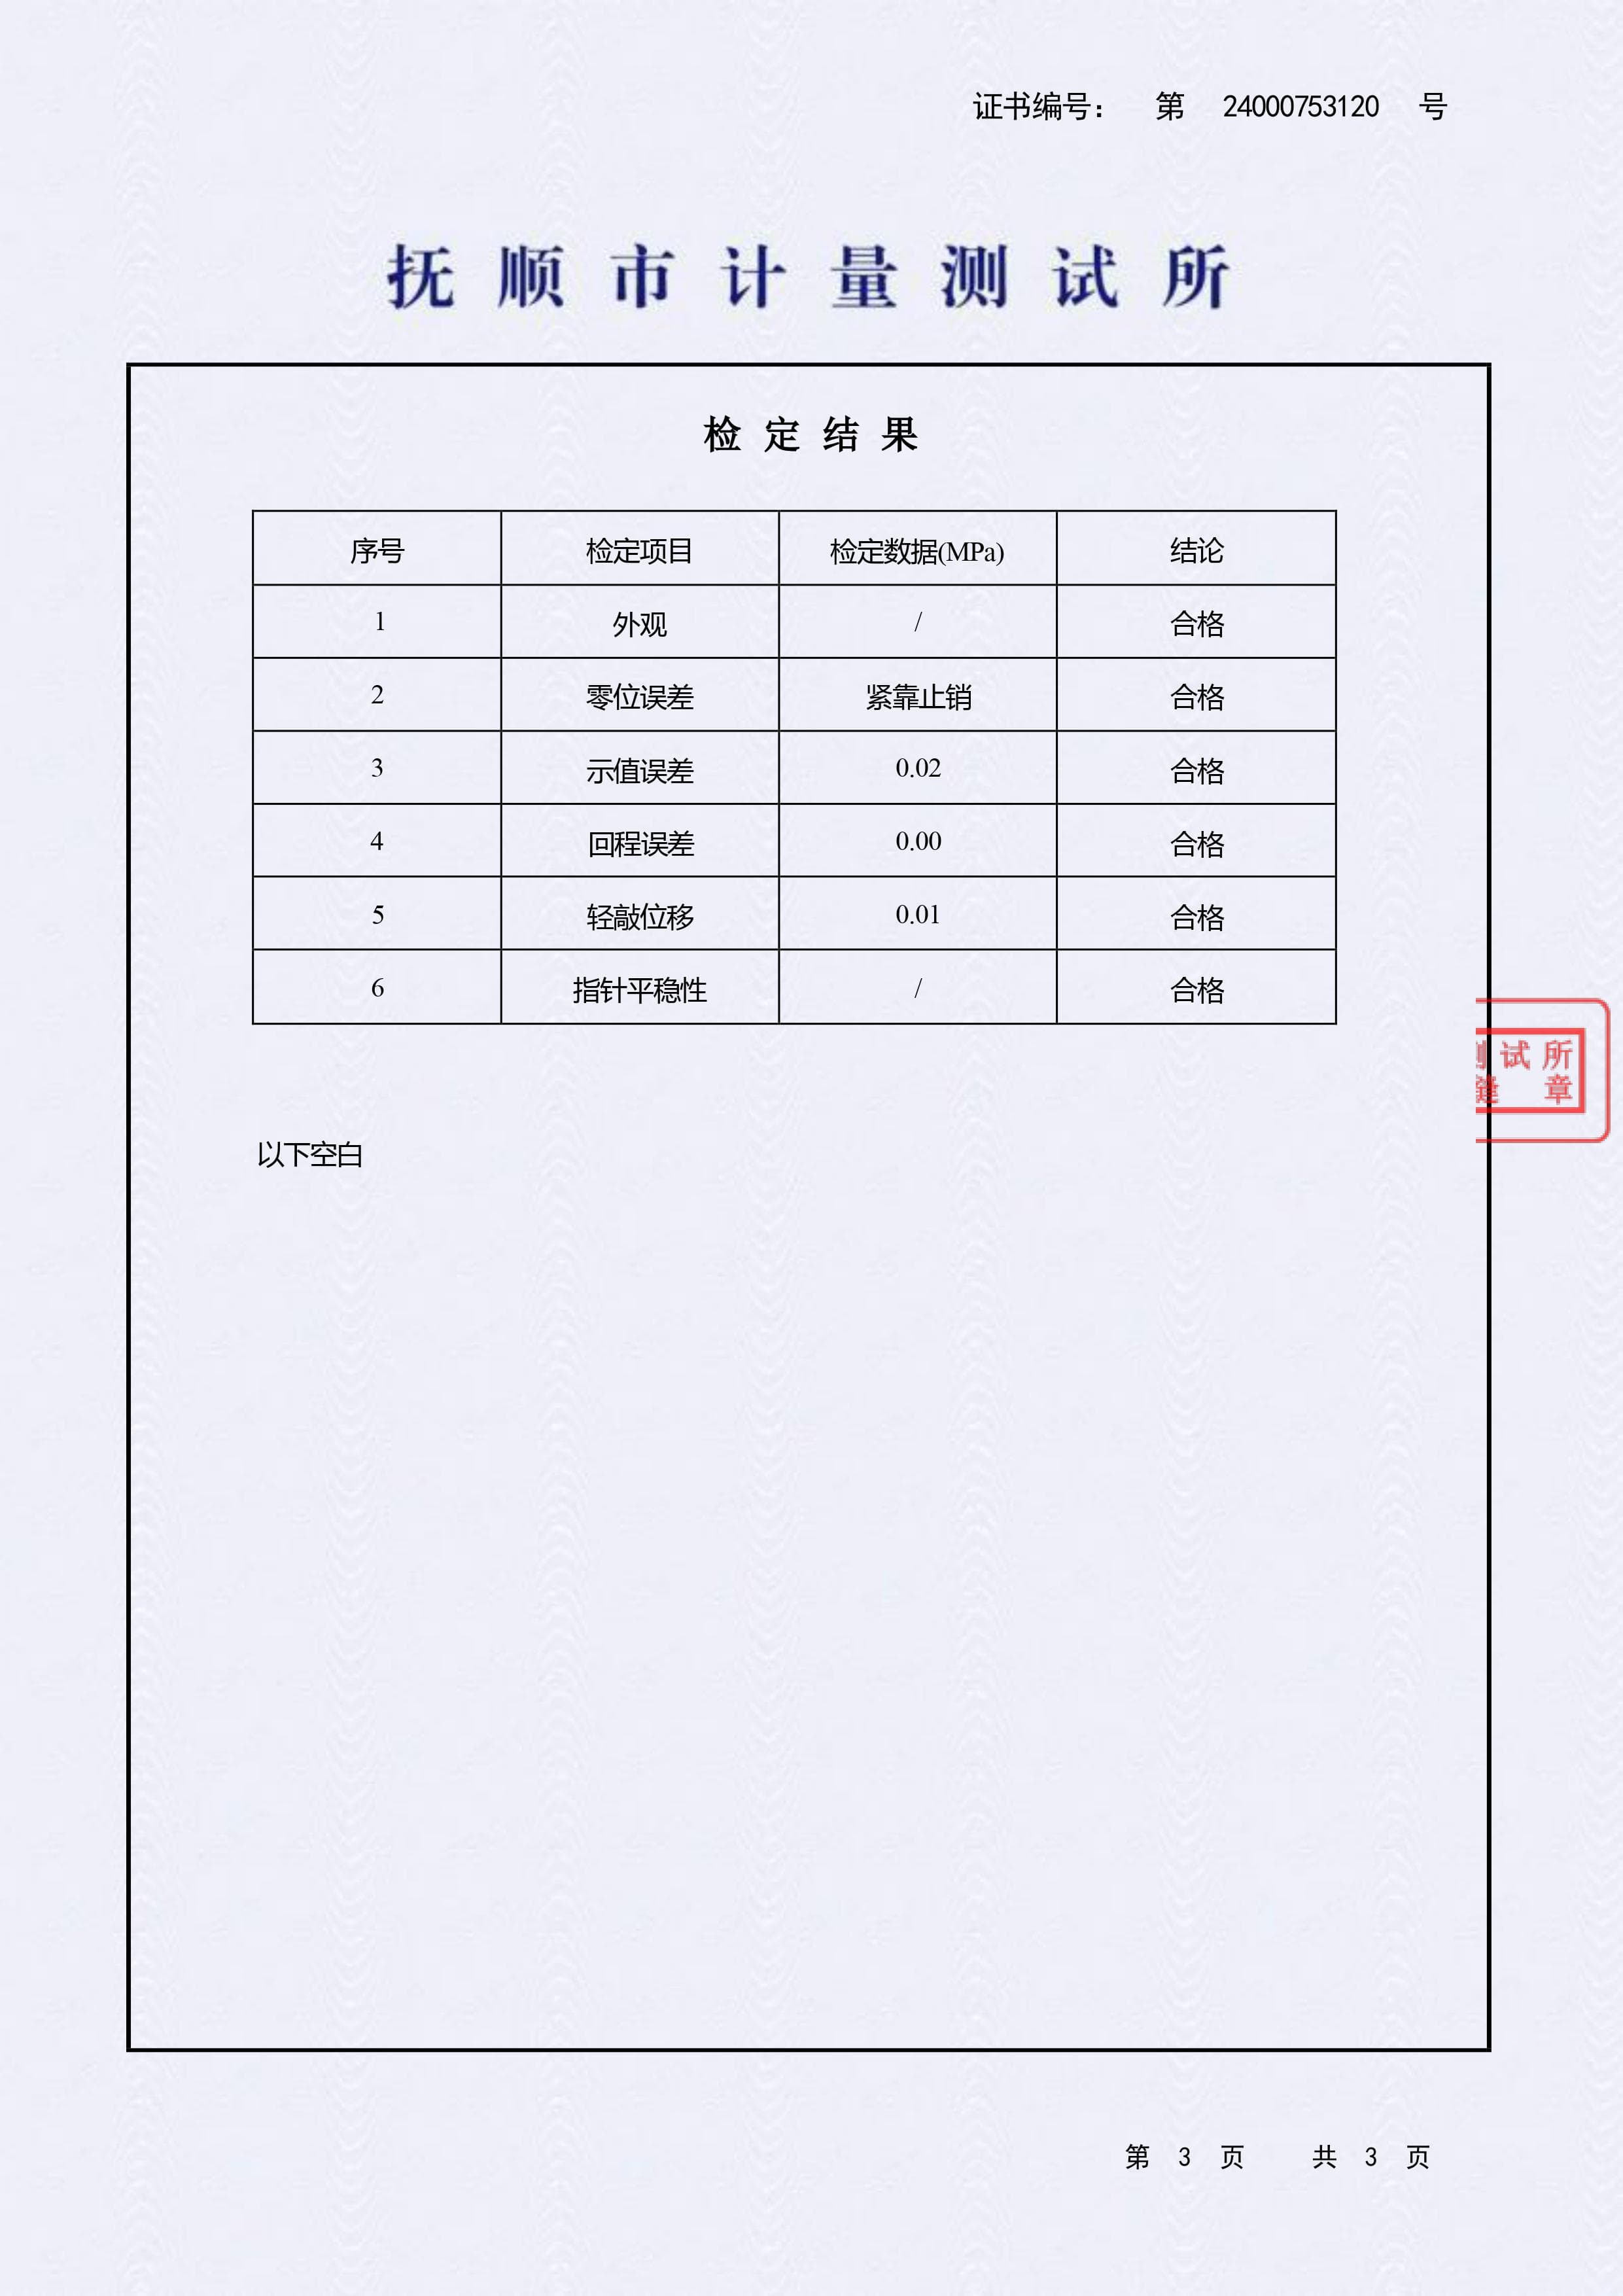 证书编号： 第 24000753120 号
抚顺市计量测试所
检定结果
序号 检定项目 检定数据(MPa) 结论
1 外观 / 合格
2 零位误差 紧靠止销 合格
3 示值误差 0.02 合格
4 回程误差 0.00 合格
5 轻敲位移 0.01 合格
6 指针平稳性 / 合格
试所
缝 章
以下空白
第 3 页 共 3 页